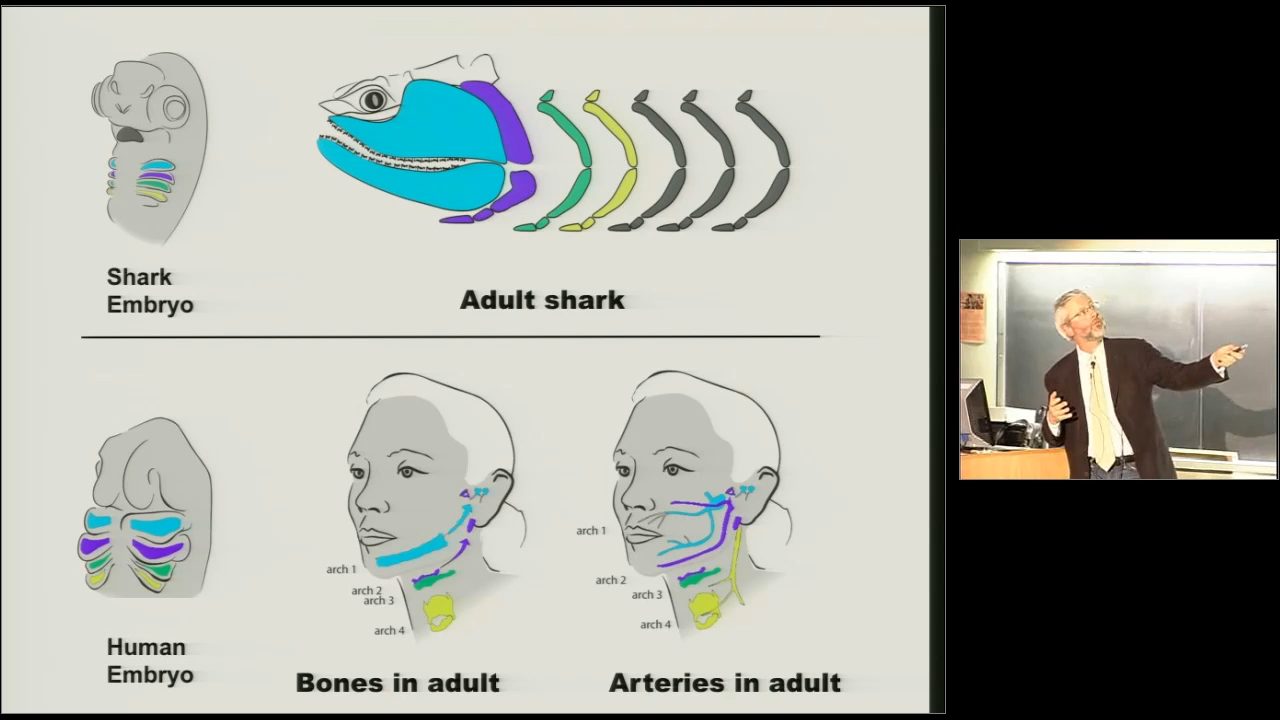 Shark
Embryo
Adult shark
arch 1
arch 2
arch 3
arch 4
Human
Embryo
Bones in adult
arch 1
arch 2
arch 3
arch 4
Arteries in adult